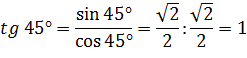 tg 45° = sin 45° / cos 45° = √2/2 : √2/2 = 1